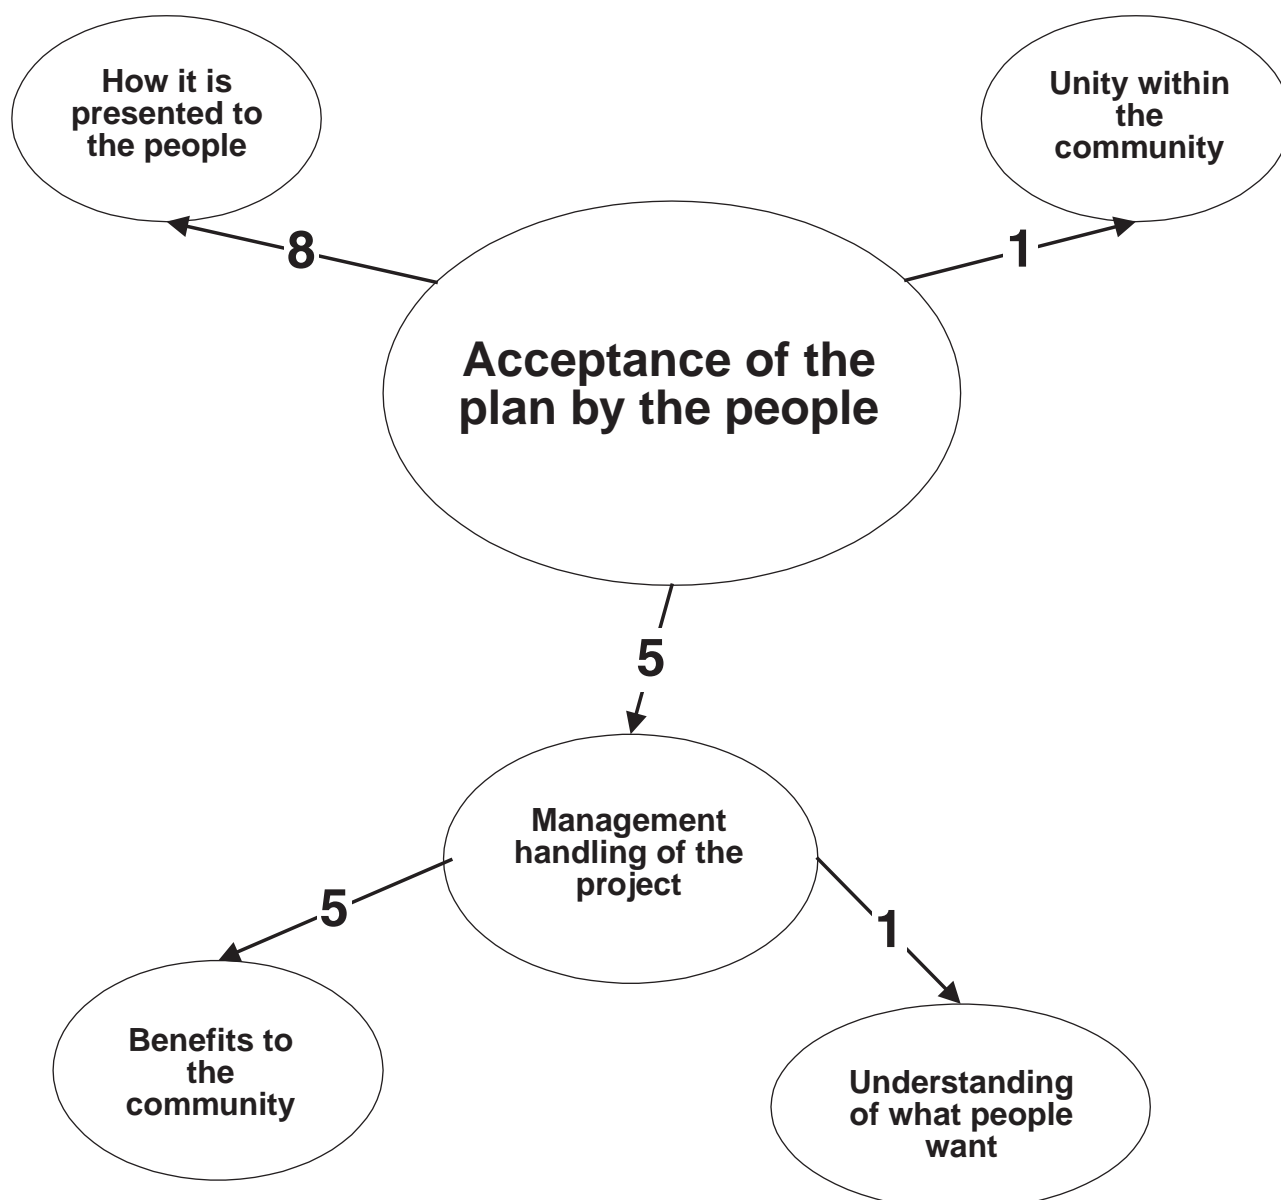 How it is
presented to
the people
Unity within
the
community
8
1
Acceptance of the
plan by the people
5
Management
handling of the
project
5
1
Benefits to
the
community
Understanding
of what people
want